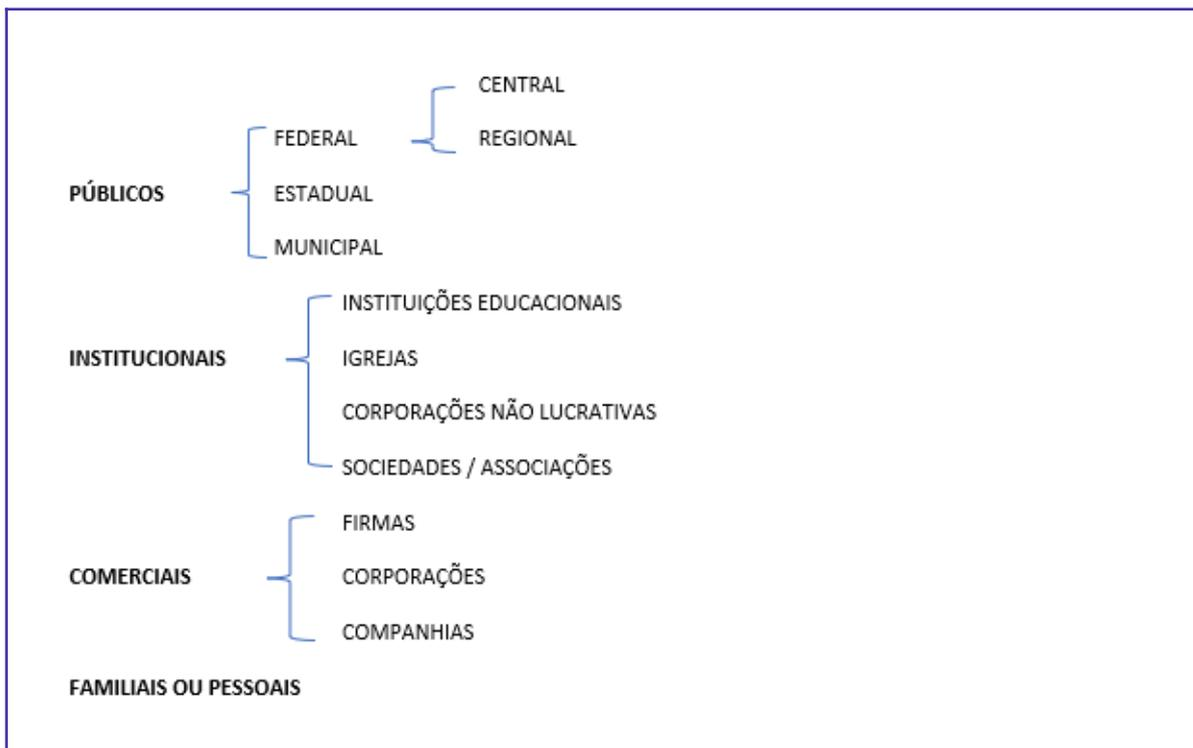 CENTRAL
FEDERAL REGIONAL
PÚBLICOS ESTADUAL
MUNICIPAL
INSTITUIÇÕES EDUCACIONAIS
INSTITUCIONAIS IGREJAS
CORPORAÇÕES NÃO LUCRATIVAS
SOCIEDADES / ASSOCIAÇÕES
FIRMAS
COMERCIAIS CORPORAÇÕES
COMPANHIAS
FAMILIAIS OU PESSOAIS